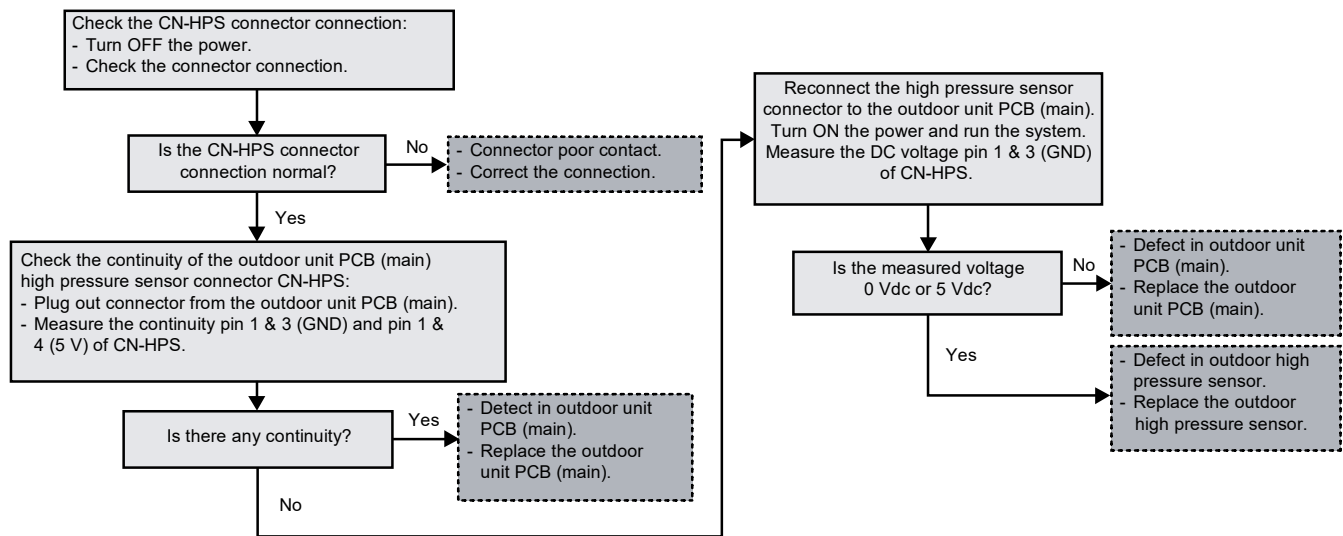 Check the CN-HPS connector connection:
- Turn OFF the power.
- Check the connector connection.
Is the CN-HPS connector
connection normal?
No
- Connector poor contact.
- Correct the connection.
Yes
Check the continuity of the outdoor unit PCB (main)
high pressure sensor connector CN-HPS:
- Plug out connector from the outdoor unit PCB (main).
- Measure the continuity pin 1 & 3 (GND) and pin 1 &
4 (5 V) of CN-HPS.
Is there any continuity?
Yes
- Detect in outdoor unit
PCB (main).
- Replace the outdoor
unit PCB (main).
No
Reconnect the high pressure sensor
connector to the outdoor unit PCB (main).
Turn ON the power and run the system.
Measure the DC voltage pin 1 & 3 (GND)
of CN-HPS.
Is the measured voltage
0 Vdc or 5 Vdc?
No
- Defect in outdoor unit
PCB (main).
- Replace the outdoor
unit PCB (main).
Yes
- Defect in outdoor high
pressure sensor.
- Replace the outdoor
high pressure sensor.